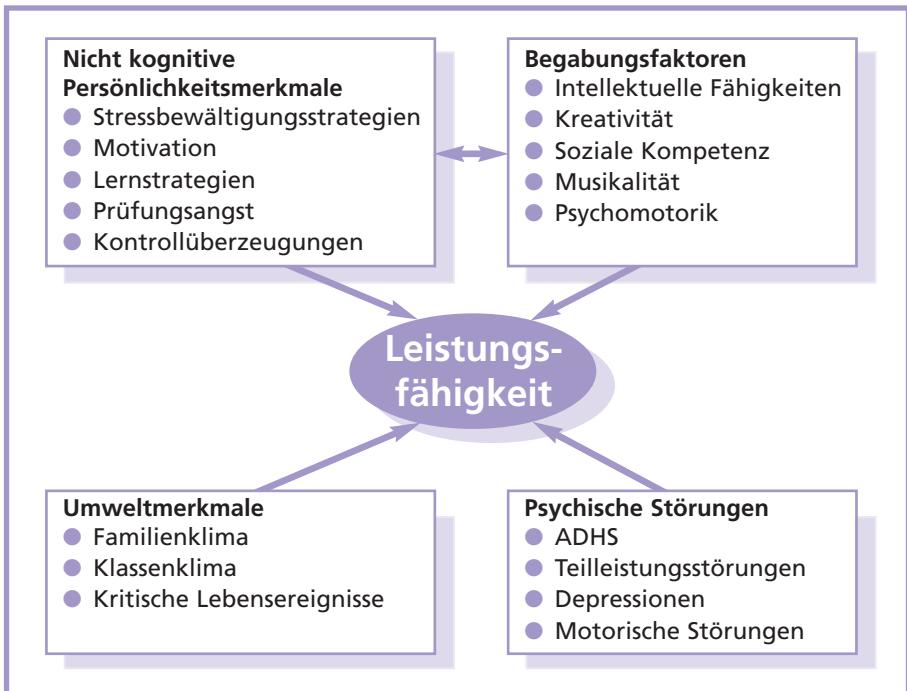 Nicht kognitive
Persönlichkeitsmerkmale
● Stressbewältigungsstrategien
● Motivation
● Lernstrategien
● Prüfungsangst
● Kontrollüberzeugungen
Begabungsfaktoren
● Intellektuelle Fähigkeiten
● Kreativität
● Soziale Kompetenz
● Musikalität
● Psychomotorik
Leistungs-
fähigkeit
Umweltmerkmale
● Familienklima
● Klassenklima
● Kritische Lebensereignisse
Psychische Störungen
● ADHS
● Teilleistungsstörungen
● Depressionen
● Motorische Störungen